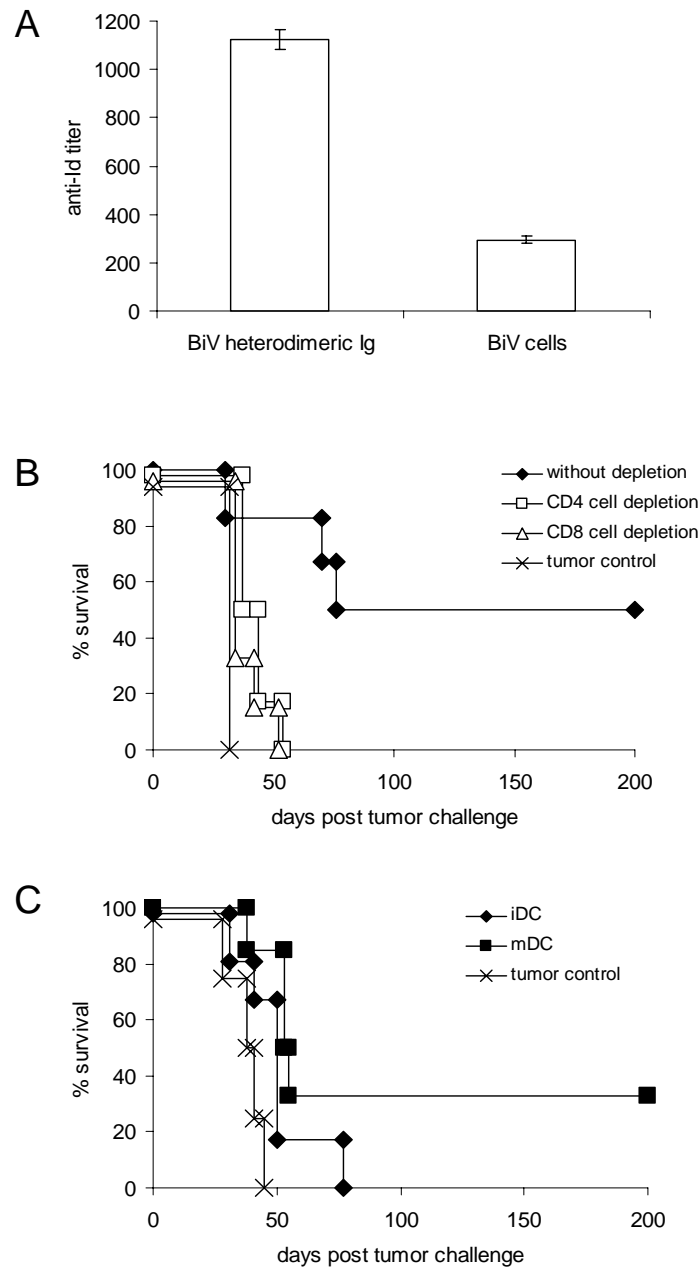 A
1200
1000
800
600
400
200
0
anti-Id titer
BiV heterodimeric Ig BiV cells
B
100
80
60
40
20
0
% survival
without depletion
CD4 cell depletion
CD8 cell depletion
tumor control
0 50 100 150 200
days post tumor challenge
C
100
80
60
40
20
0
% survival
iDC
mDC
tumor control
0 50 100 150 200
days post tumor challenge